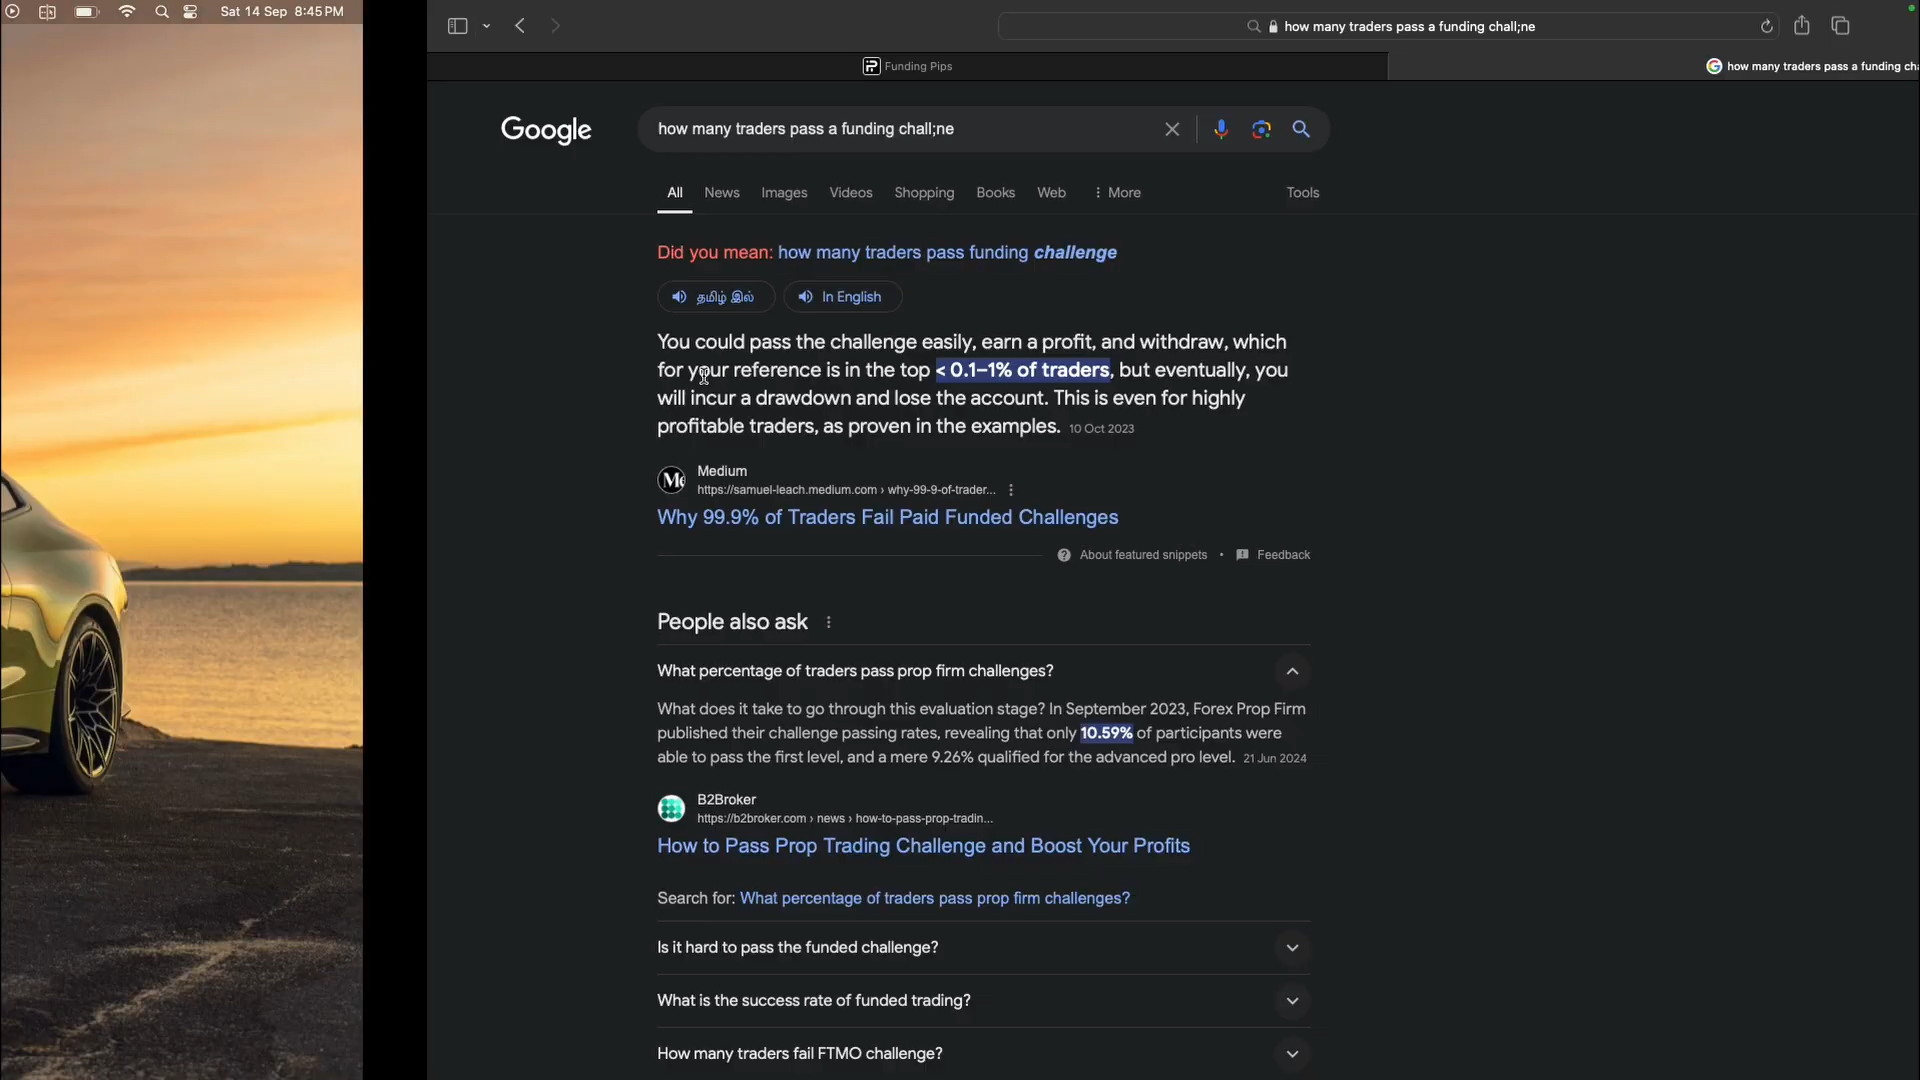 Sat 14 Sep 8:45 PM
how many traders pass a funding chall;ne
Funding Pips
how many traders pass a funding cha
Google
how many traders pass a funding chall;ne
All News Images Videos Shopping Books Web More Tools
Did you mean: how many traders pass funding challenge
தமிழ் இல் In English
You could pass the challenge easily, earn a profit, and withdraw, which
for your reference is in the top < 0.1–1% of traders, but eventually, you
will incur a drawdown and lose the account. This is even for highly
profitable traders, as proven in the examples. 10 Oct 2023
Medium
https://samuel-leach.medium.com › why-99-9-of-trader...
Why 99.9% of Traders Fail Paid Funded Challenges
About featured snippets • Feedback
People also ask
What percentage of traders pass prop firm challenges?
What does it take to go through this evaluation stage? In September 2023, Forex Prop Firm
published their challenge passing rates, revealing that only 10.59% of participants were
able to pass the first level, and a mere 9.26% qualified for the advanced pro level. 21 Jun 2024
B2Broker
https://b2broker.com › news › how-to-pass-prop-tradin...
How to Pass Prop Trading Challenge and Boost Your Profits
Search for: What percentage of traders pass prop firm challenges?
Is it hard to pass the funded challenge?
What is the success rate of funded trading?
How many traders fail FTMO challenge?